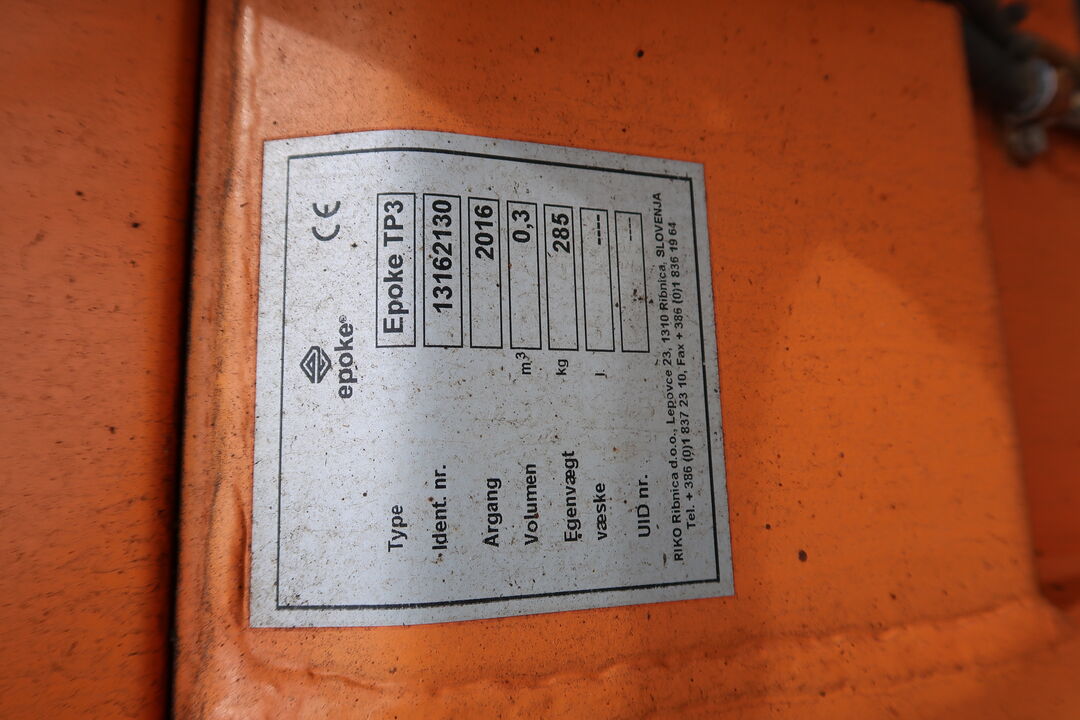 epoke® CE
Type Epoke TP3
Ident. nr. 13162130
Argang 2016
Volumen m³ 0,3
Egenvægt kg 285
væske l ----
UID nr. ---
RIKO Ribnica d.o.o., Lepovče 23, 1310 Ribnica, SLOVENJA
Tel. + 386 (0)1 837 23 10, Fax + 386 (0)1 836 19 64